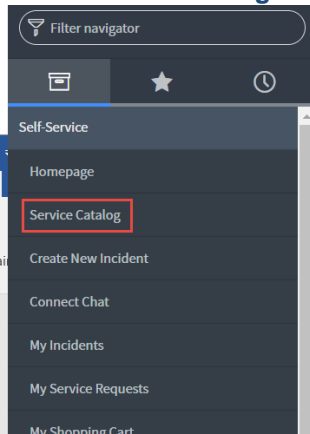 Filter navigator
Self-Service
Homepage
Service Catalog
Create New Incident
Connect Chat
My Incidents
My Service Requests
My Shopping Cart